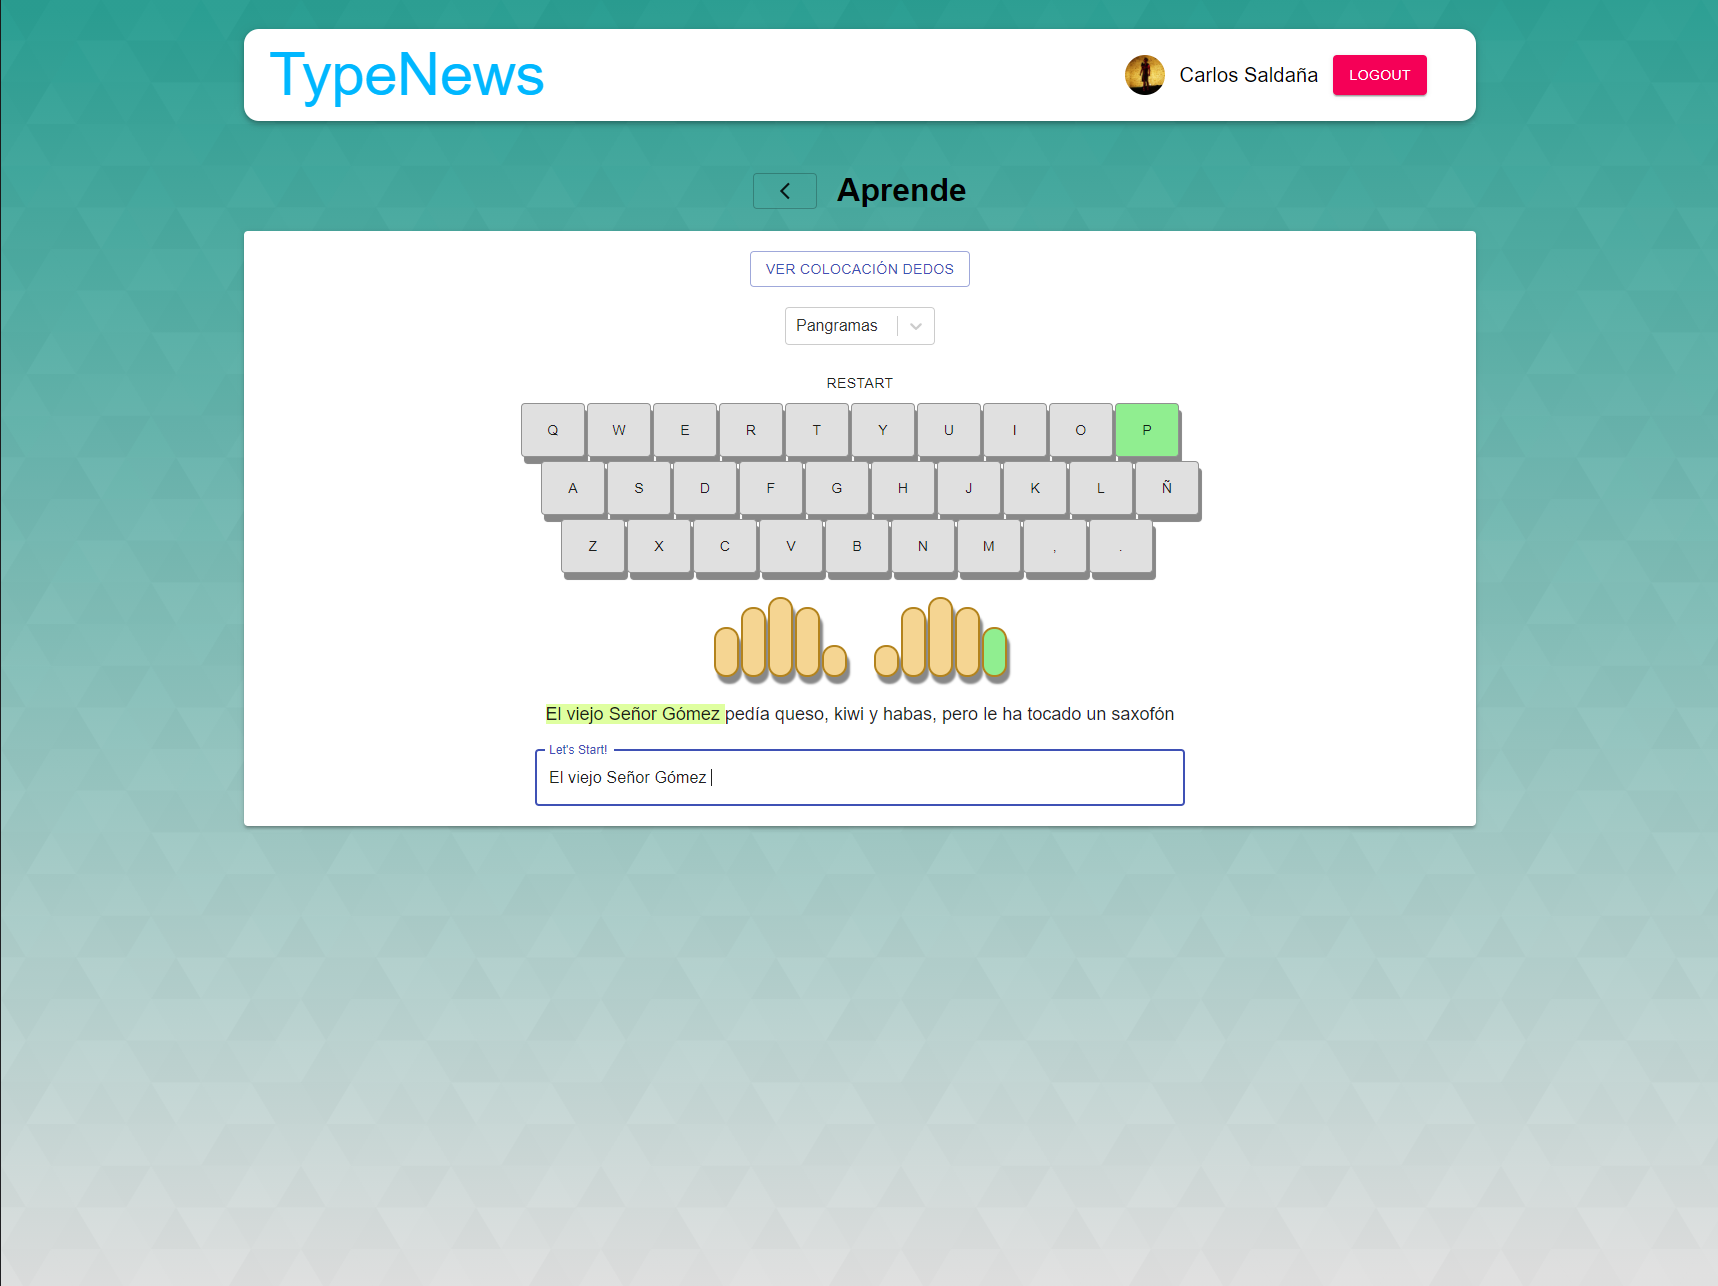 TypeNews
Carlos Saldaña
LOGOUT
Aprende
VER COLOCACIÓN DEDOS
Pangramas
RESTART
Q W E R T Y U I O P
A S D F G H J K L Ñ
Z X C V B N M , .
El viejo Señor Gómez pedía queso, kiwi y habas, pero le ha tocado un saxofón
Let's Start!
El viejo Señor Gómez